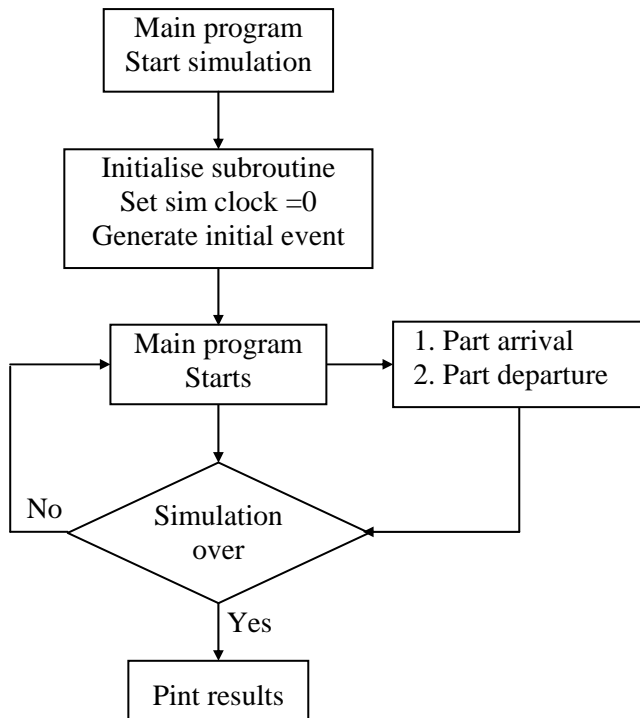 Main program
Start simulation
Initialise subroutine
Set sim clock =0
Generate initial event
Main program
Starts
1. Part arrival
2. Part departure
No
Simulation
over
Yes
Pint results